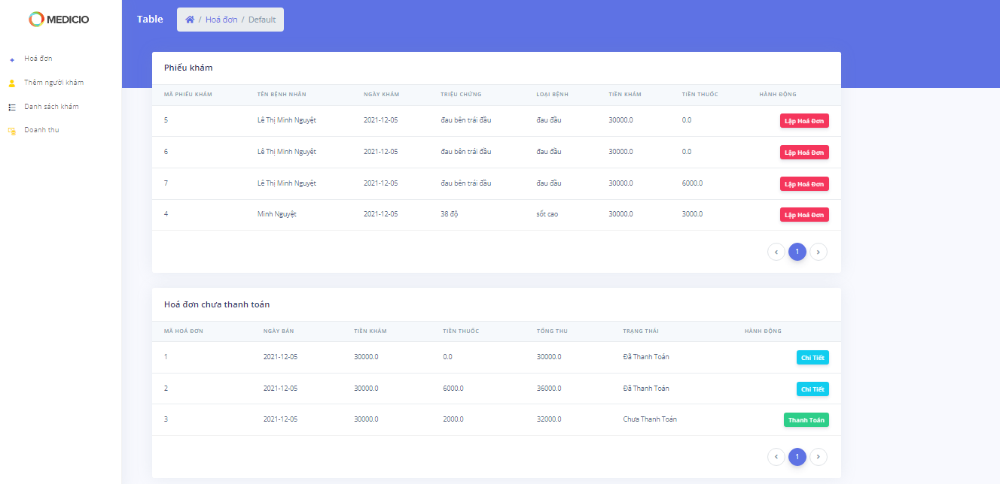 MEDICIO
Hoá đơn
Thêm người khám
Danh sách khám
Doanh thu
Table / Hoá đơn / Default
Phiếu khám
MÃ PHIẾU KHÁM TÊN BỆNH NHÂN NGÀY KHÁM TRIỆU CHỨNG LOẠI BỆNH TIỀN KHÁM TIỀN THUỐC HÀNH ĐỘNG
5 Lê Thị Minh Nguyệt 2021-12-05 đau bên trái đầu đau đầu 30000.0 0.0 Lập Hoá Đơn
6 Lê Thị Minh Nguyệt 2021-12-05 đau bên trái đầu đau đầu 30000.0 0.0 Lập Hoá Đơn
7 Lê Thị Minh Nguyệt 2021-12-05 đau bên trái đầu đau đầu 30000.0 6000.0 Lập Hoá Đơn
4 Minh Nguyệt 2021-12-05 38 độ sốt cao 30000.0 3000.0 Lập Hoá Đơn
1
Hoá đơn chưa thanh toán
MÃ HOÁ ĐƠN NGÀY BÁN TIỀN KHÁM TIỀN THUỐC TỔNG THU TRẠNG THÁI HÀNH ĐỘNG
1 2021-12-05 30000.0 0.0 30000.0 Đã Thanh Toán Chi Tiết
2 2021-12-05 30000.0 6000.0 36000.0 Đã Thanh Toán Chi Tiết
3 2021-12-05 30000.0 2000.0 32000.0 Chưa Thanh Toán Thanh Toán
1